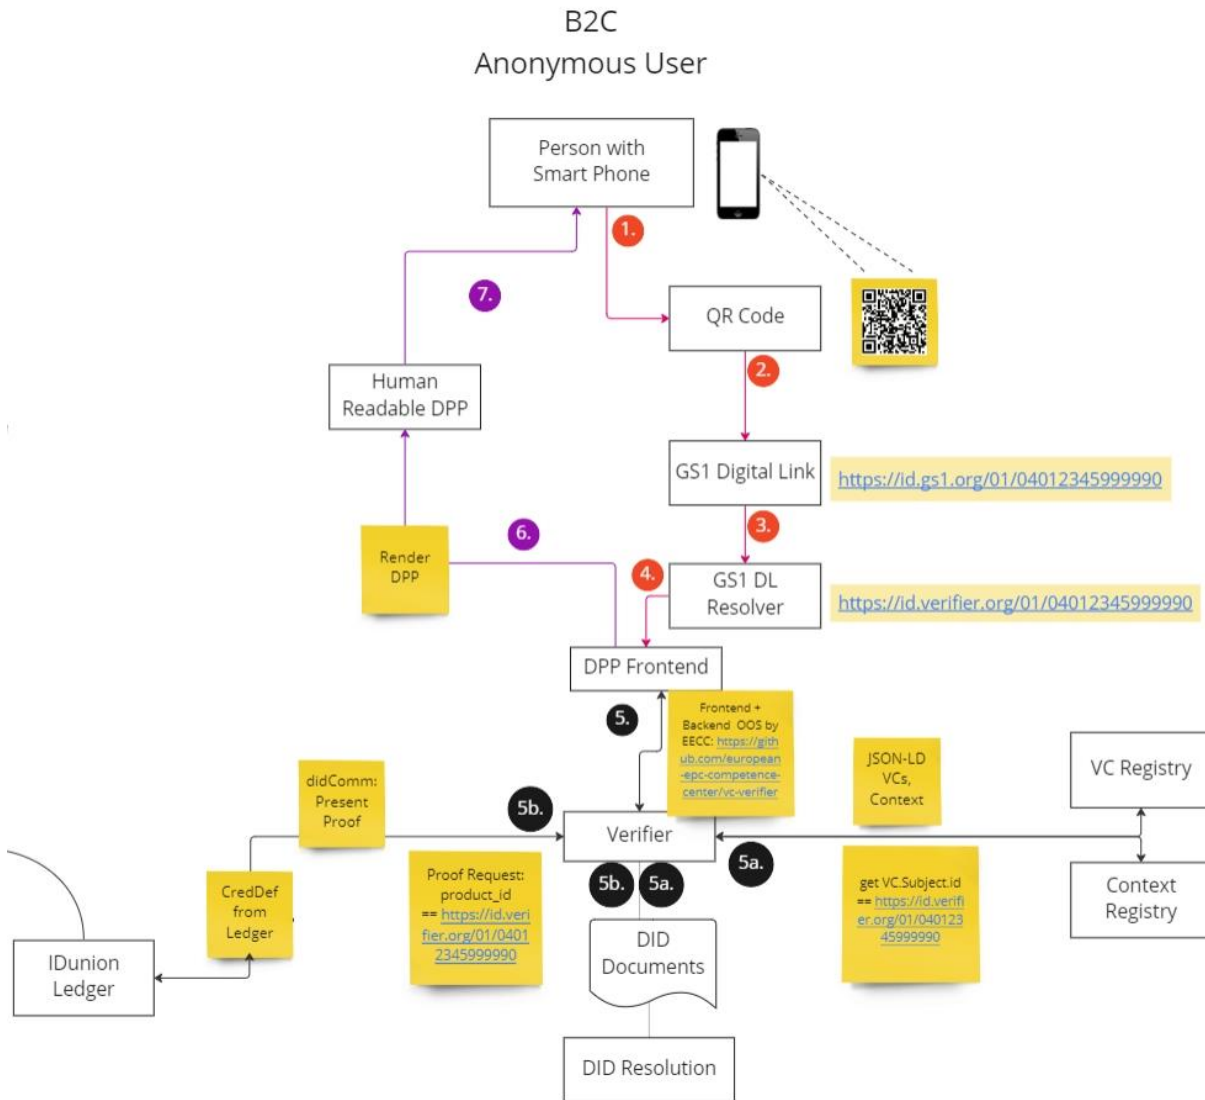 B2C
Anonymous User
Person with
Smart Phone
1.
7.
QR Code
2.
Human
Readable DPP
GS1 Digital Link
https://id.gs1.org/01/04012345999990
3.
6.
Render
DPP
4.
GS1 DL
Resolver
https://id.verifier.org/01/04012345999990
DPP Frontend
5.
Frontend +
Backend OOS by
EECC: https://gith
ub.com/european
-epc-competence-
center/vc-verifier
JSON-LD
VCs,
Context
VC Registry
didComm:
Present
Proof
5b.
Verifier
5a.
Proof Request:
product_id
== https://id.veri
fier.org/01/0401
2345999990
5b.
5a.
get VC.Subject.id
== https://id.verifi
er.org/01/040123
45999990
Context
Registry
CredDef
from
Ledger
IDunion
Ledger
DID
Documents
DID Resolution